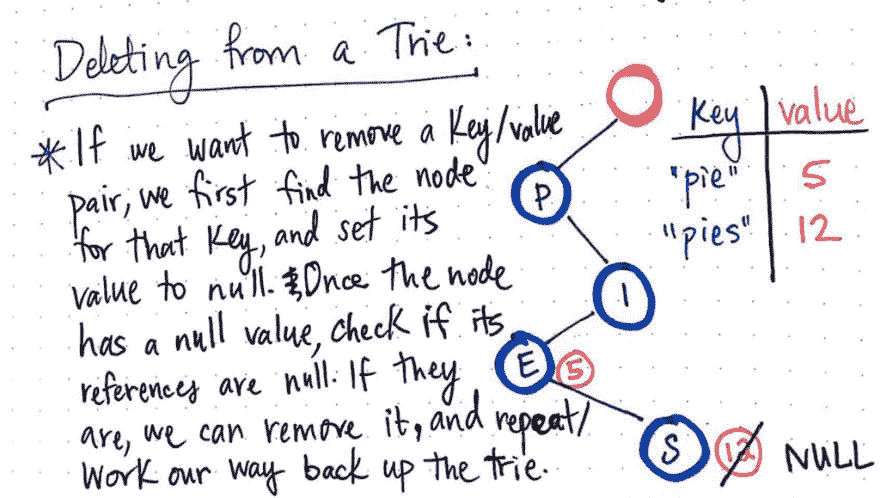 Deleting from a Trie:
*If we want to remove a Key/value
pair, we first find the node
for that Key, and set its
value to null. Once the node
has a null value, check if its
references are null. If they
are, we can remove it, and repeat/
work our way back up the trie.
Key value
"pie" 5
"pies" 12
P
I
E 5
S 12 NULL